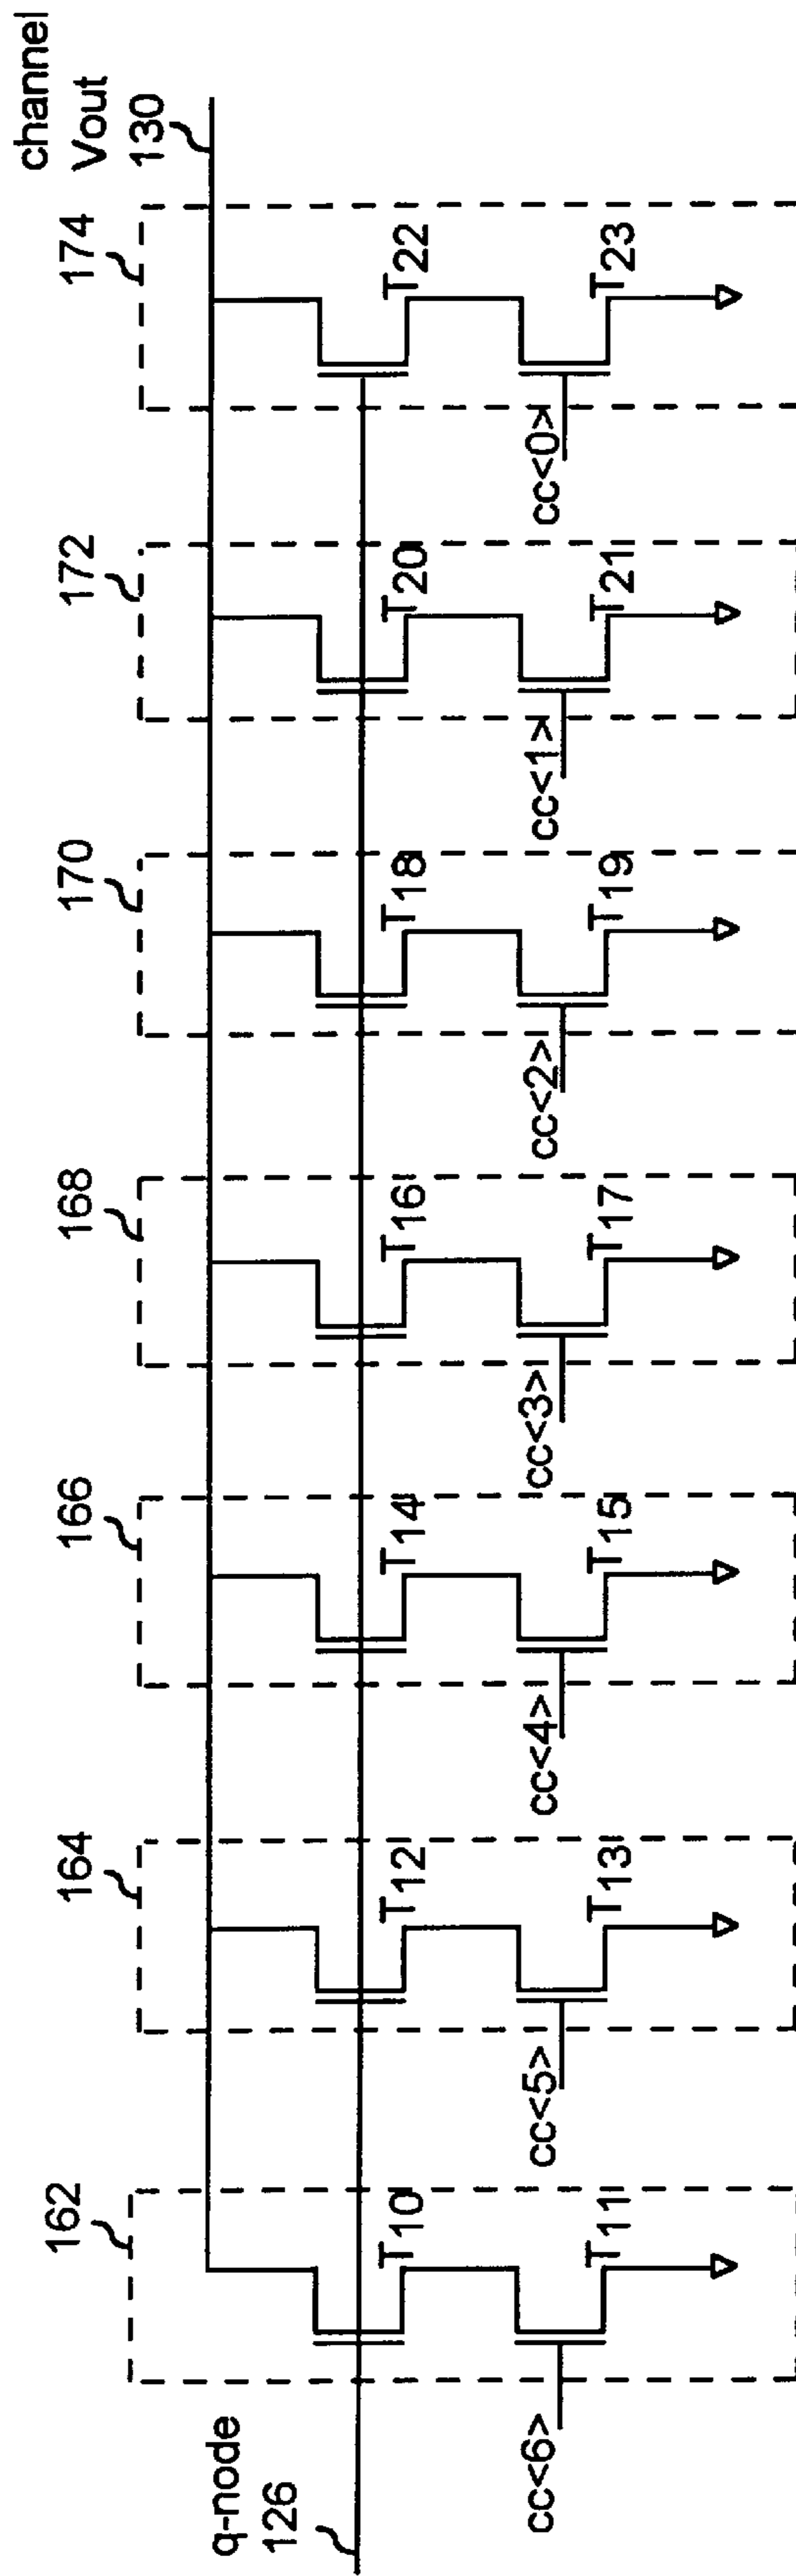 channel
Vout
130
162
164
166
168
170
172
174
q-node
126
T10
T12
T14
T16
T18
T20
T22
T11
T13
T15
T17
T19
T21
T23
cc<6>
cc<5>
cc<4>
cc<3>
cc<2>
cc<1>
cc<0>